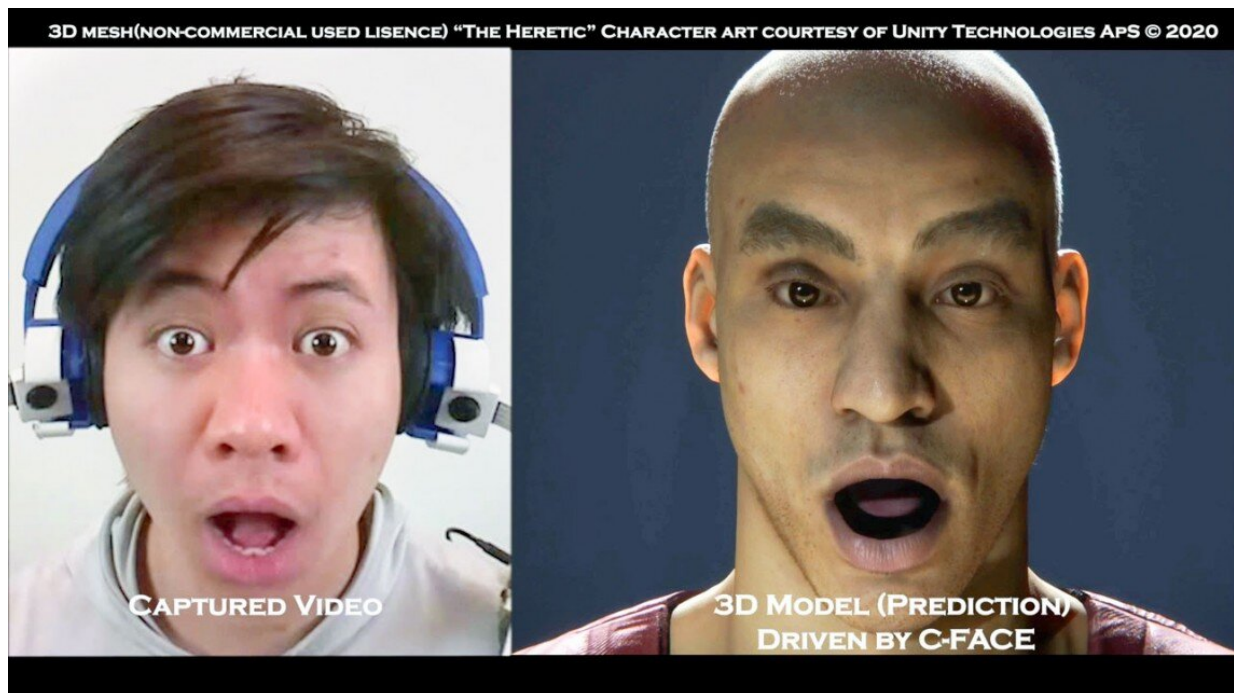 3D MESH(NON-COMMERCIAL USED LISENCE) “THE HERETIC” CHARACTER ART COURTESY OF UNITY TECHNOLOGIES APS © 2020
CAPTURED VIDEO
3D MODEL (PREDICTION)
DRIVEN BY C-FACE